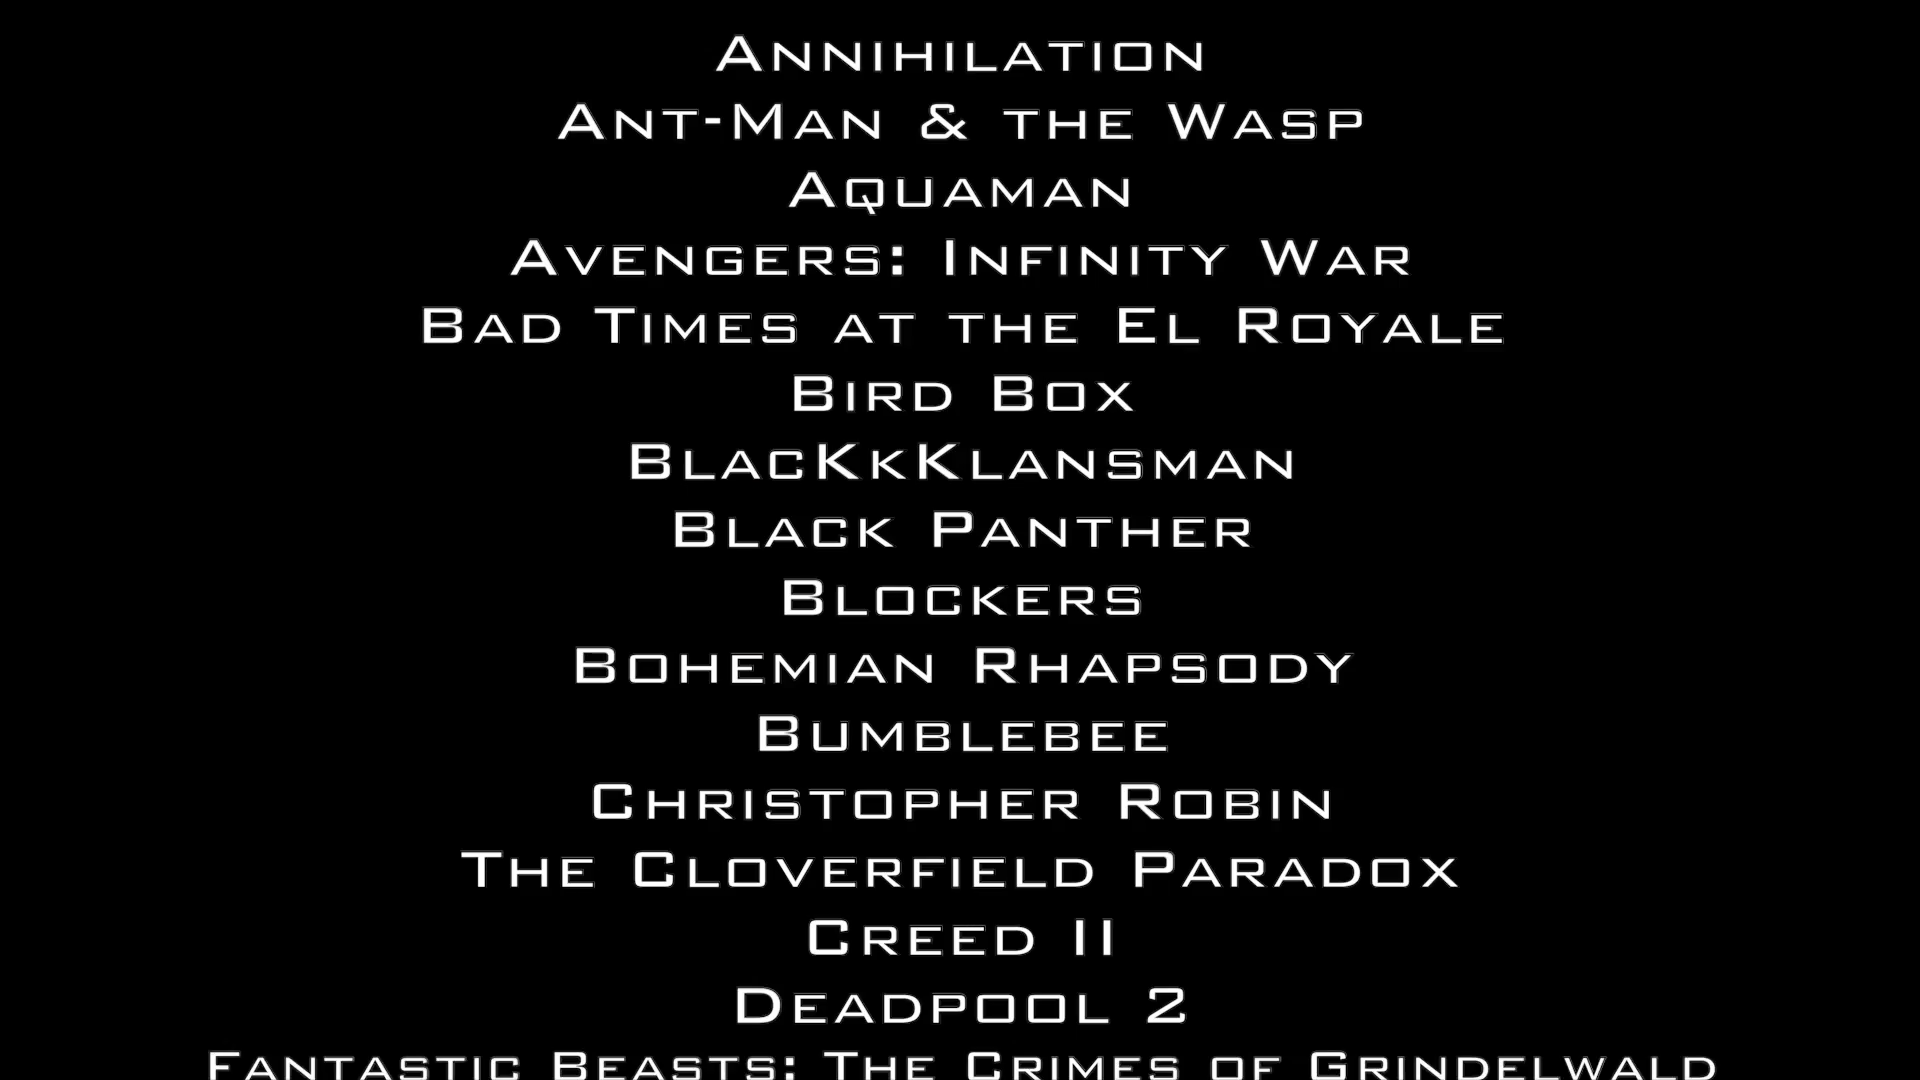 Annihilation
Ant-Man & the Wasp
Aquaman
Avengers: Infinity War
Bad Times at the El Royale
Bird Box
BlacKkKlansman
Black Panther
Blockers
Bohemian Rhapsody
Bumblebee
Christopher Robin
The Cloverfield Paradox
Creed II
Deadpool 2
Fantastic Beasts: The Crimes of Grindelwald